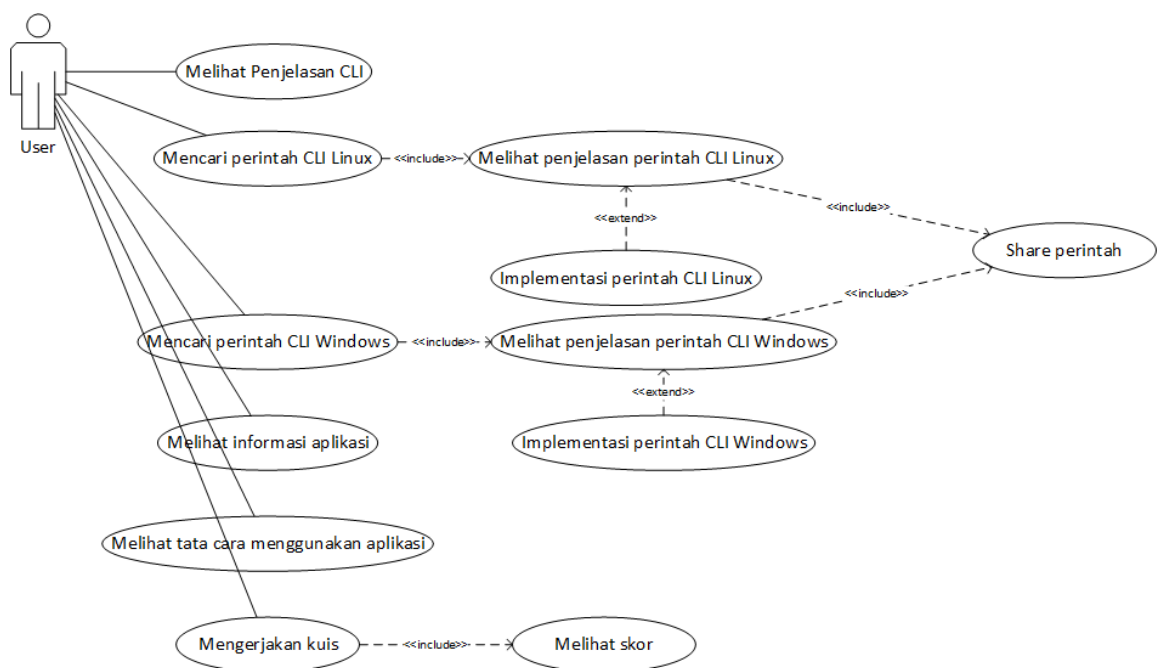 Melihat Penjelasan CLI
User
Mencari perintah CLI Linux
<<include>>
Melihat penjelasan perintah CLI Linux
<<include>>
<<extend>>
Share perintah
Implementasi perintah CLI Linux
<<include>>
Mencari perintah CLI Windows
<<include>>
Melihat penjelasan perintah CLI Windows
<<extend>>
Melihat informasi aplikasi
Implementasi perintah CLI Windows
Melihat tata cara menggunakan aplikasi
Mengerjakan kuis
<<include>>
Melihat skor